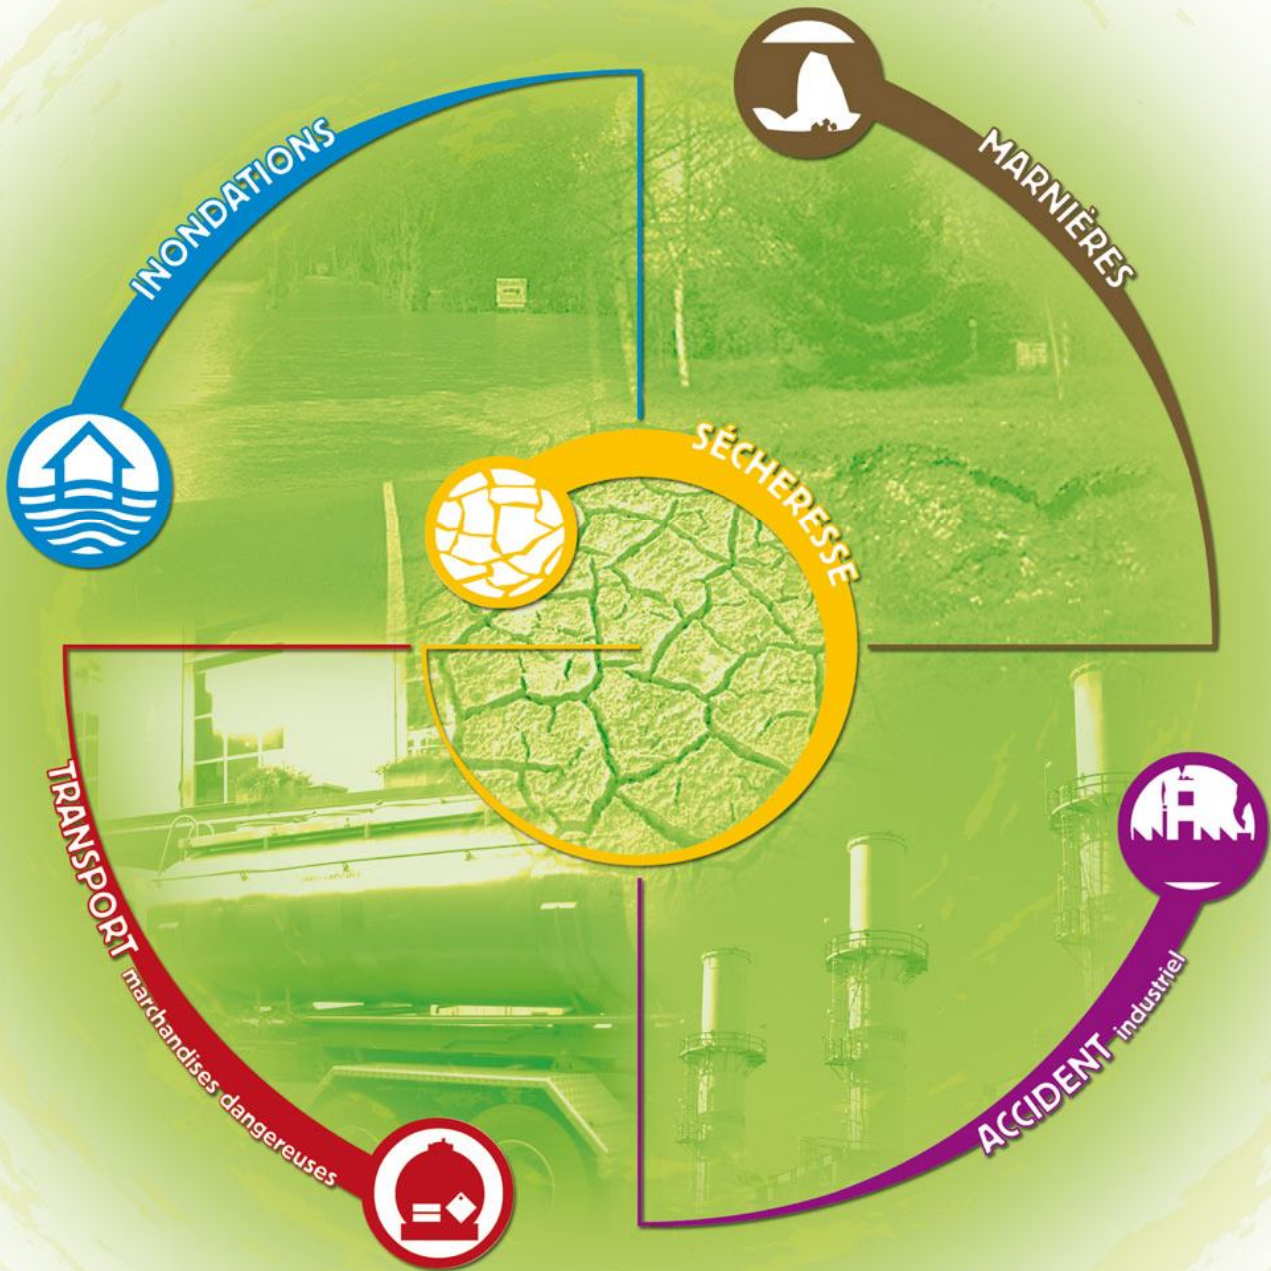 INONDATIONS
MARNIÈRES
SÉCHERESSE
TRANSPORT marchandises dangereuses
ACCIDENT industriel